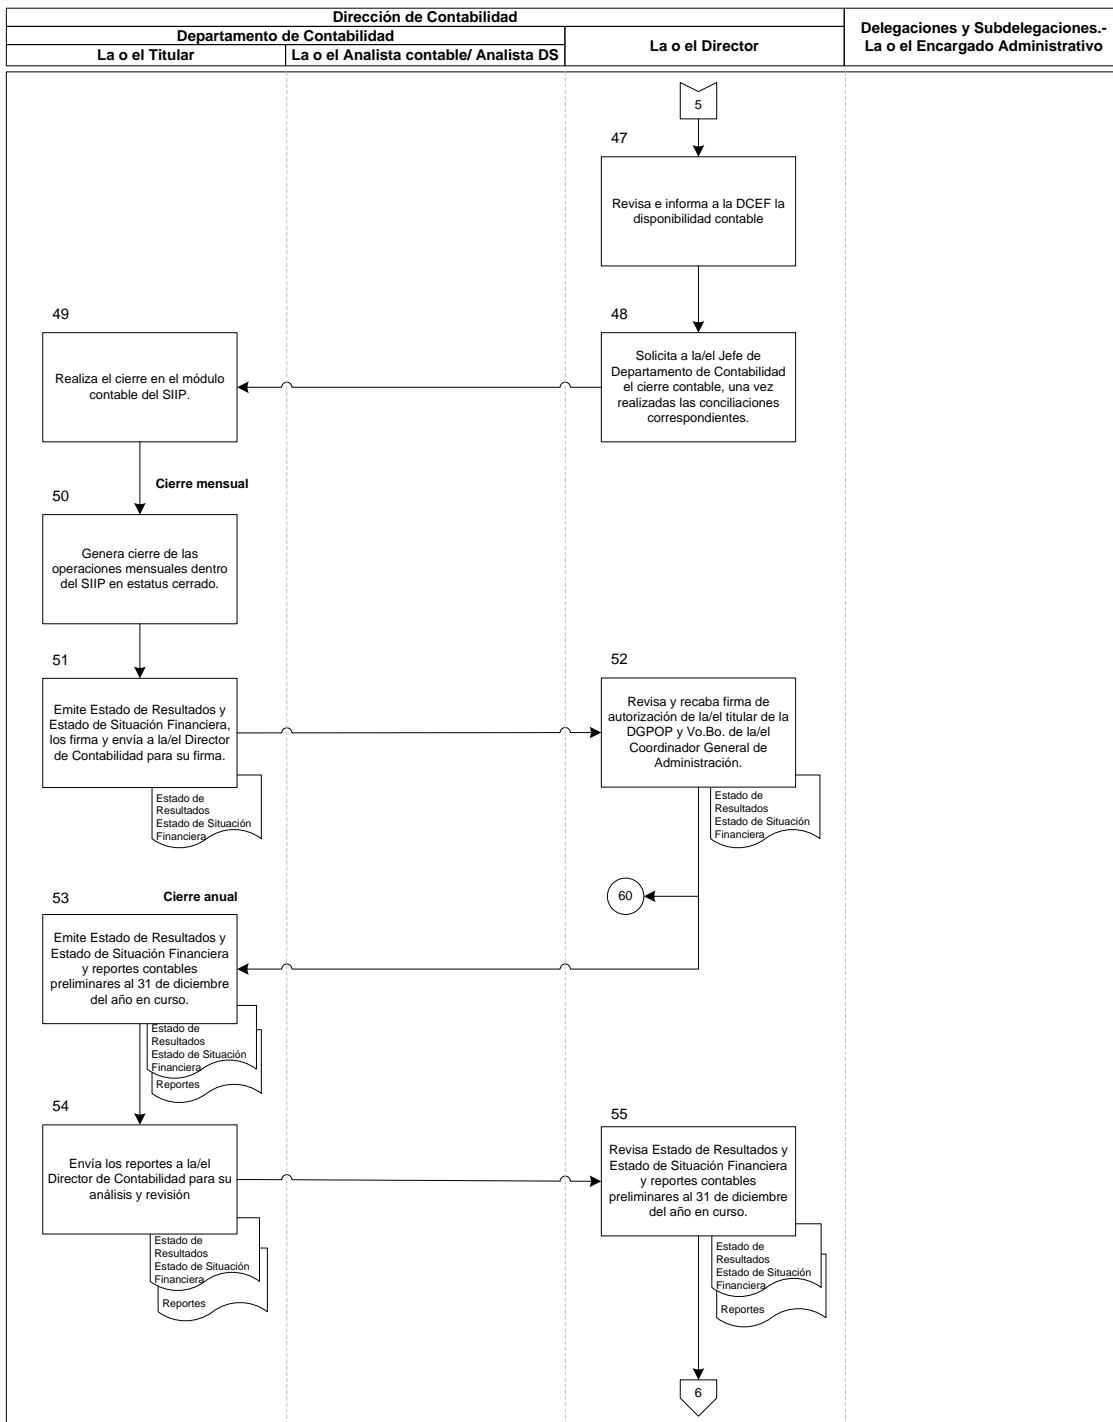 Dirección de Contabilidad
Departamento de Contabilidad
La o el Titular
La o el Analista contable/ Analista DS
La o el Director
Delegaciones y Subdelegaciones.-
La o el Encargado Administrativo
5
47
Revisa e informa a la DCEF la
disponibilidad contable
48
Solicita a la/el Jefe de
Departamento de Contabilidad
el cierre contable, una vez
realizadas las conciliaciones
correspondientes.
49
Realiza el cierre en el módulo
contable del SIIP.
Cierre mensual
50
Genera cierre de las
operaciones mensuales dentro
del SIIP en estatus cerrado.
51
Emite Estado de Resultados y
Estado de Situación Financiera,
los firma y envía a la/el Director
de Contabilidad para su firma.
Estado de
Resultados
Estado de Situación
Financiera
52
Revisa y recaba firma de
autorización de la/el titular de la
DGPOP y Vo.Bo. de la/el
Coordinador General de
Administración.
Estado de
Resultados
Estado de Situación
Financiera
60
Cierre anual
53
Emite Estado de Resultados y
Estado de Situación Financiera
y reportes contables
preliminares al 31 de diciembre
del año en curso.
Estado de
Resultados
Estado de Situación
Financiera
Reportes
54
Envía los reportes a la/el
Director de Contabilidad para su
análisis y revisión
Estado de
Resultados
Estado de Situación
Financiera
Reportes
55
Revisa Estado de Resultados y
Estado de Situación Financiera
y reportes contables
preliminares al 31 de diciembre
del año en curso.
Estado de
Resultados
Estado de Situación
Financiera
Reportes
6